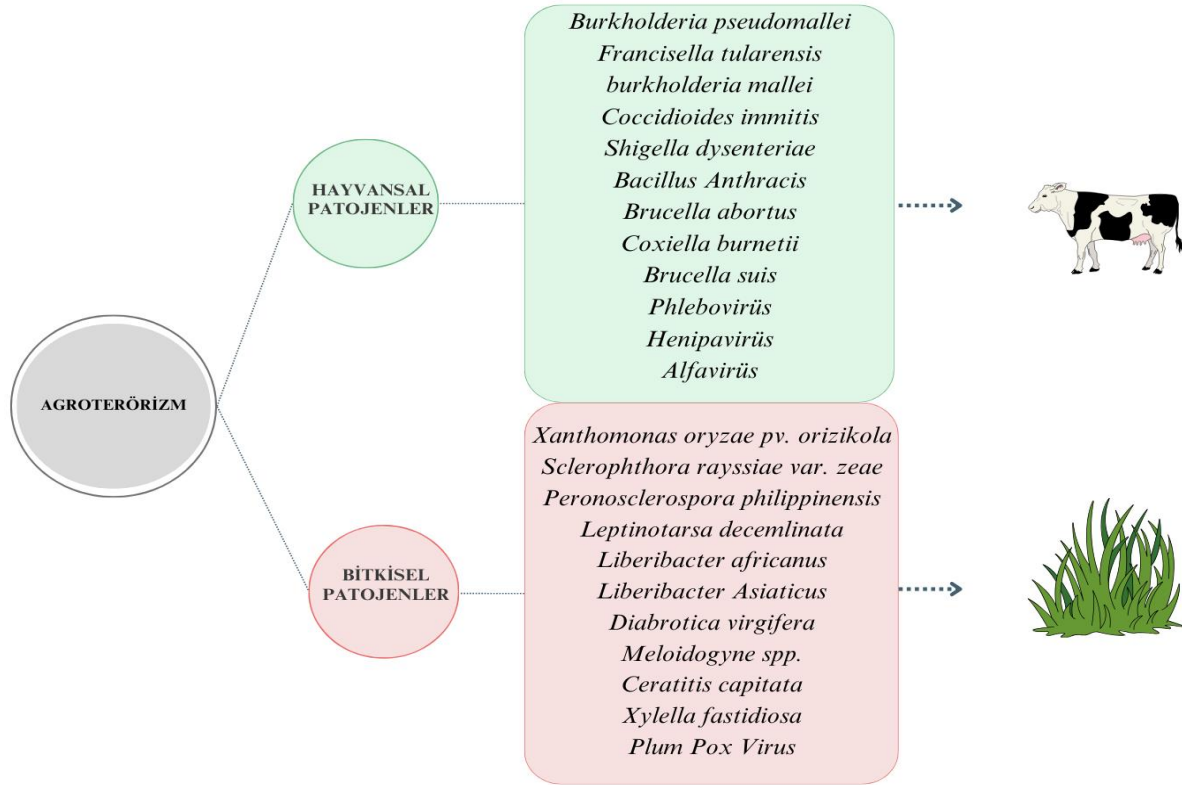 AGROTERÖRİZM
HAYVANSAL
PATOJENLER
Burkholderia pseudomallei
Francisella tularensis
burkholderia mallei
Coccidioides immitis
Shigella dysenteriae
Bacillus Anthracis
Brucella abortus
Coxiella burnetii
Brucella suis
Phlebovirüs
Henipavirüs
Alfavirüs
BİTKİSEL
PATOJENLER
Xanthomonas oryzae pv. orizikola
Sclerophthora rayssiae var. zeae
Peronosclerospora philippinensis
Leptinotarsa decemlinata
Liberibacter africanus
Liberibacter Asiaticus
Diabrotica virgifera
Meloidogyne spp.
Ceratitis capitata
Xylella fastidiosa
Plum Pox Virus